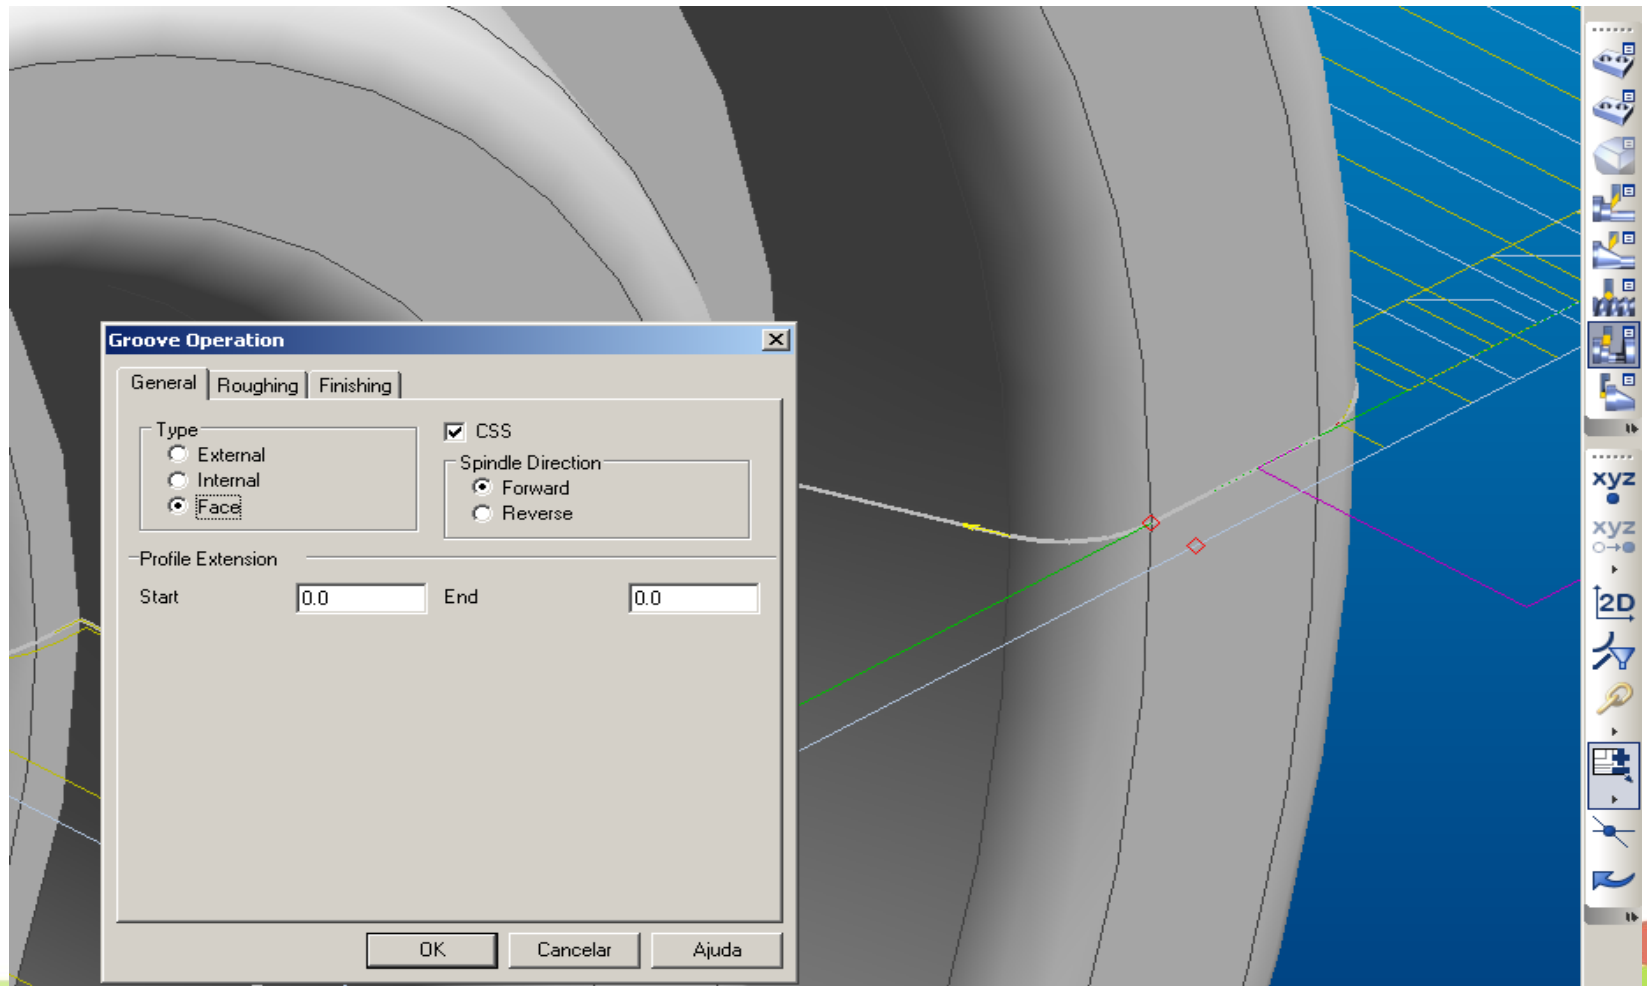 Groove Operation
General Roughing Finishing
Type
External
Internal
Face
CSS
Spindle Direction
Forward
Reverse
Profile Extension
Start 0.0 End 0.0
OK Cancelar Ajuda
xyz
xyz
2D